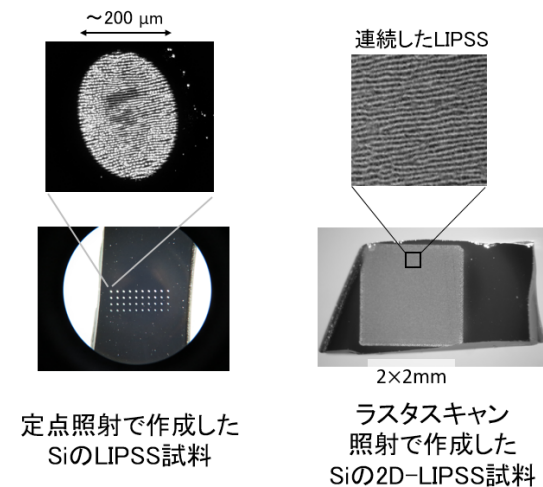 ～200 μm
連続したLIPSS
2×2mm
定点照射で作成した
SiのLIPSS試料
ラスタスキャン
照射で作成した
Siの2D-LIPSS試料